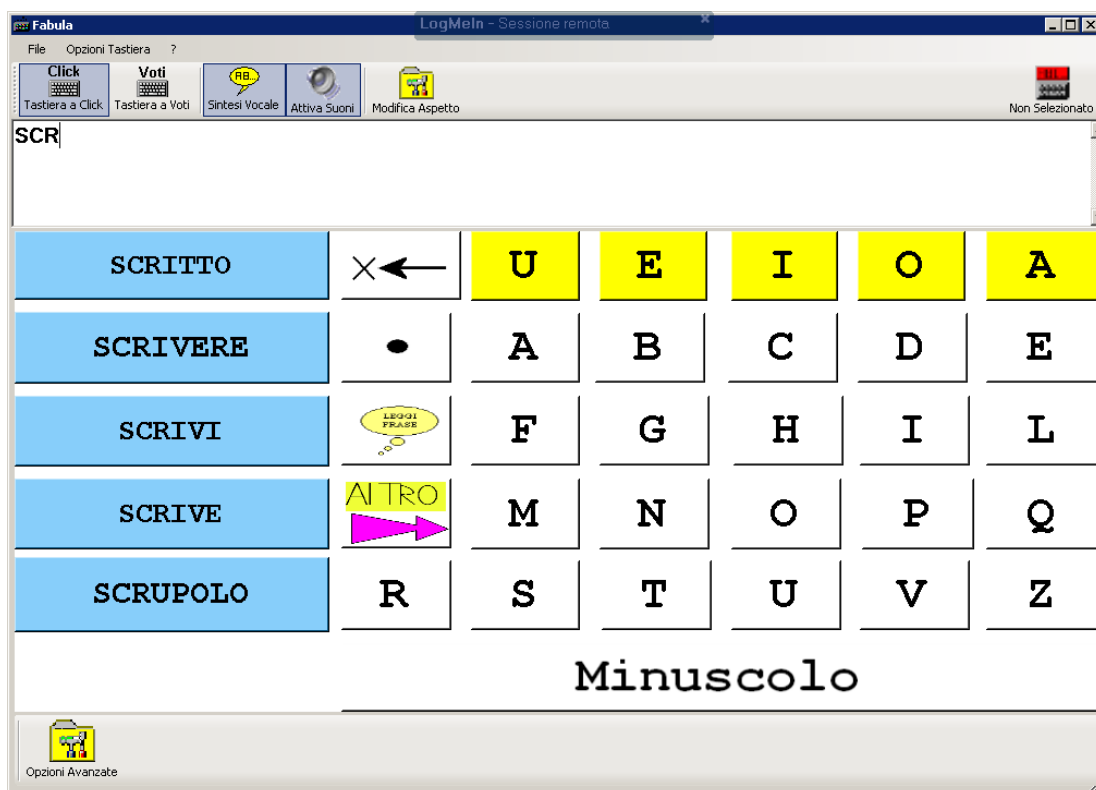 Fabula
LogMeIn - Sessione remota
File Opzioni Tastiera ?
Click Voti AB...
Tastiera a Click Tastiera a Voti Sintesi Vocale Attiva Suoni Modifica Aspetto Non Selezionato
SCR
SCRITTO U E I O A
SCRIVERE A B C D E
SCRIVI LEGGI FRASE F G H I L
SCRIVE ALTRO M N O P Q
SCRUPOLO R S T U V Z
Minuscolo
Opzioni Avanzate